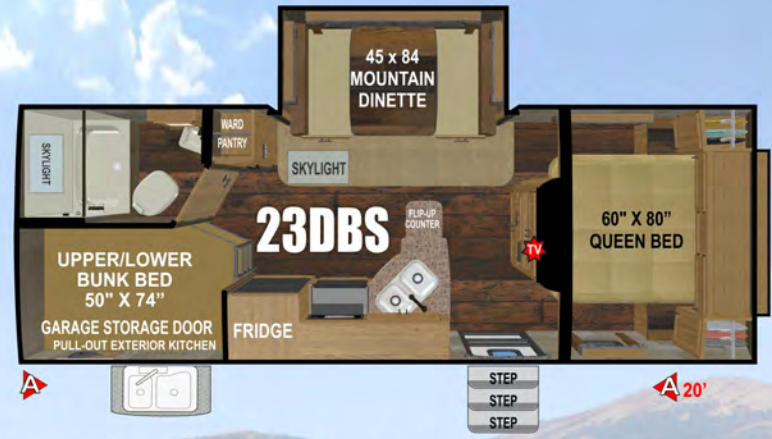 45 x 84
MOUNTAIN
DINETTE
WARD
PANTRY
SKYLIGHT
SKYLIGHT
23DBS
FLIP-UP
COUNTER
TV
60" X 80”
QUEEN BED
UPPER/LOWER
BUNK BED
50" X 74”
GARAGE STORAGE DOOR
PULL-OUT EXTERIOR KITCHEN
FRIDGE
STEP
STEP
STEP
A
A 20'